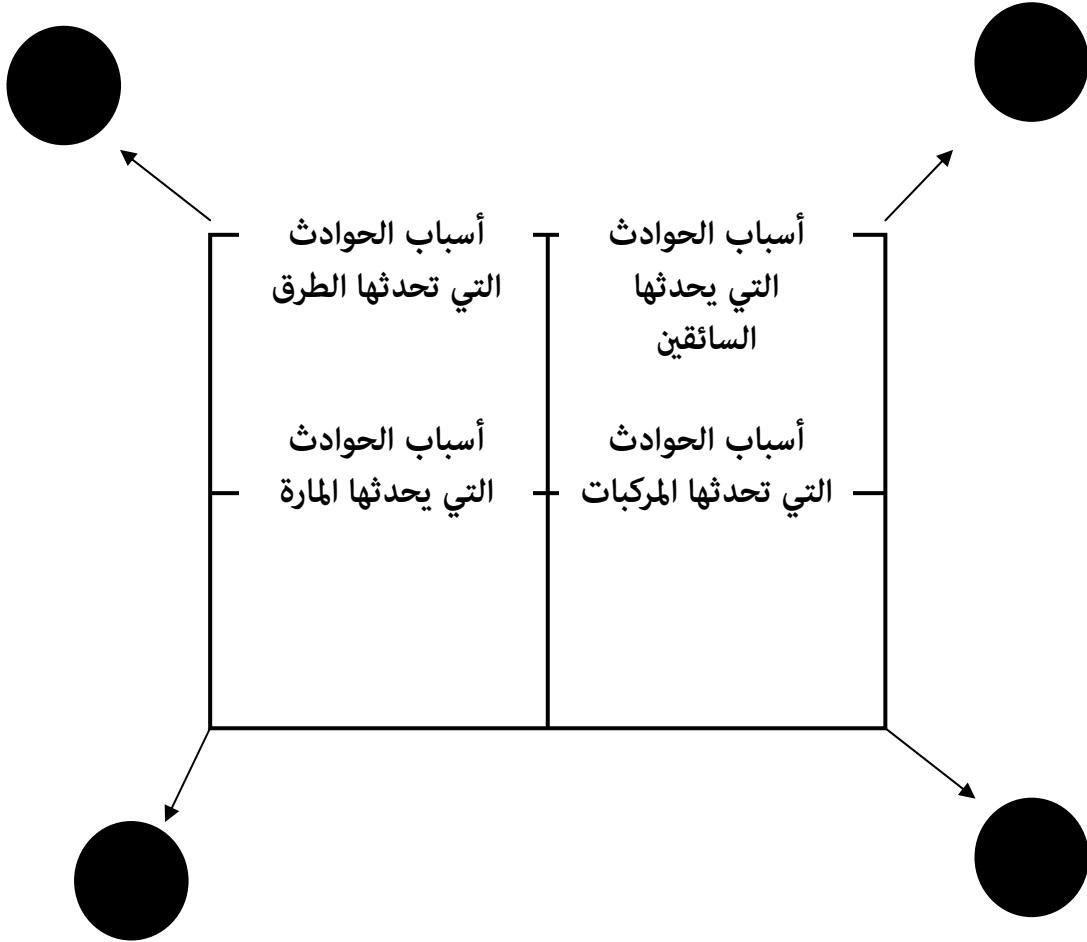 أسباب الحوادث
التي يحدثها
السائقين
أسباب الحوادث
التي تحدثها الطرق
أسباب الحوادث
التي تحدثها المركبات
أسباب الحوادث
التي يحدثها المارة